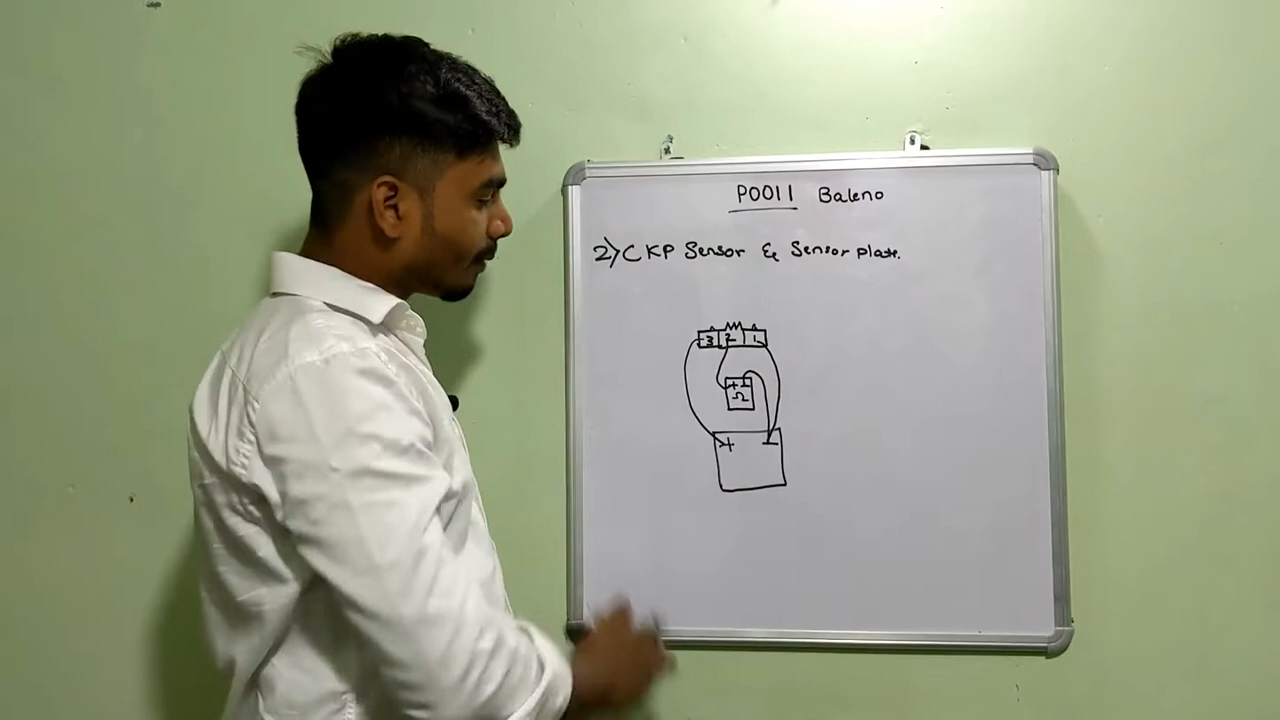 P0011 Baleno
2) CKP Sensor & Sensor plate.
3 2 1
+ -
Ω
+ -